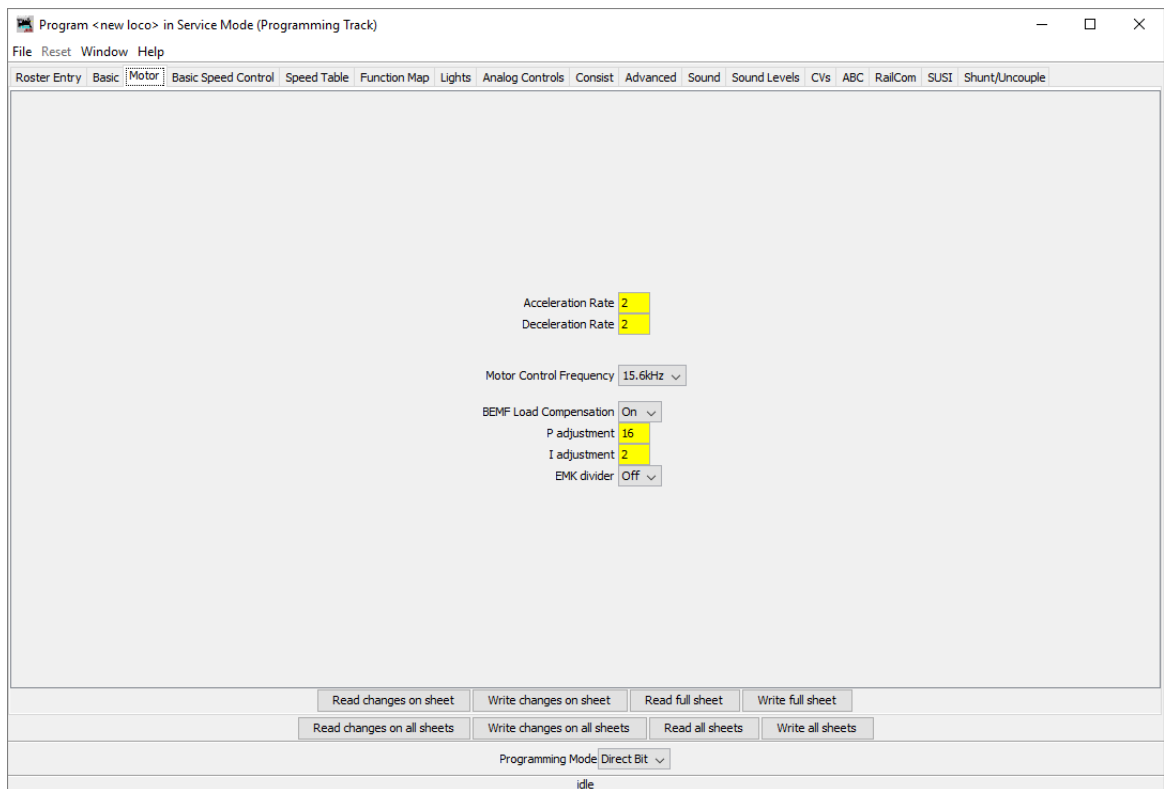 Program <new loco> in Service Mode (Programming Track)
File Reset Window Help
Roster Entry Basic Motor Basic Speed Control Speed Table Function Map Lights Analog Controls Consist Advanced Sound Sound Levels CVs ABC RailCom SUSI Shunt/Uncouple
Acceleration Rate 2
Deceleration Rate 2
Motor Control Frequency 15.6kHz
BEMF Load Compensation On
P adjustment 16
I adjustment 2
EMK divider Off
Read changes on sheet Write changes on sheet Read full sheet Write full sheet
Read changes on all sheets Write changes on all sheets Read all sheets Write all sheets
Programming Mode Direct Bit
idle